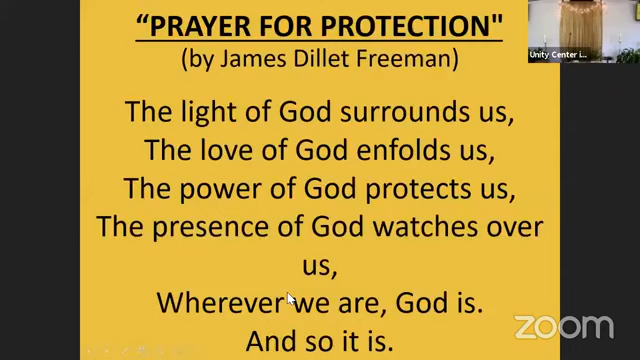 “PRAYER FOR PROTECTION"
(by James Dillet Freeman)
The light of God surrounds us,
The love of God enfolds us,
The power of God protects us,
The presence of God watches over
us,
Wherever we are, God is.
And so it is.
Unity Center i...
zoom